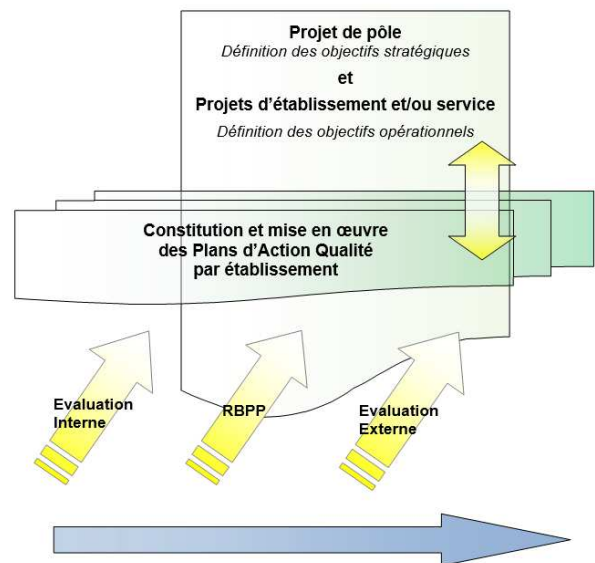 Projet de pôle
Définition des objectifs stratégiques
et
Projets d'établissement et/ou service
Définition des objectifs opérationnels
Constitution et mise en œuvre
des Plans d'Action Qualité
par établissement
Evaluation
Interne
RBPP
Evaluation
Externe